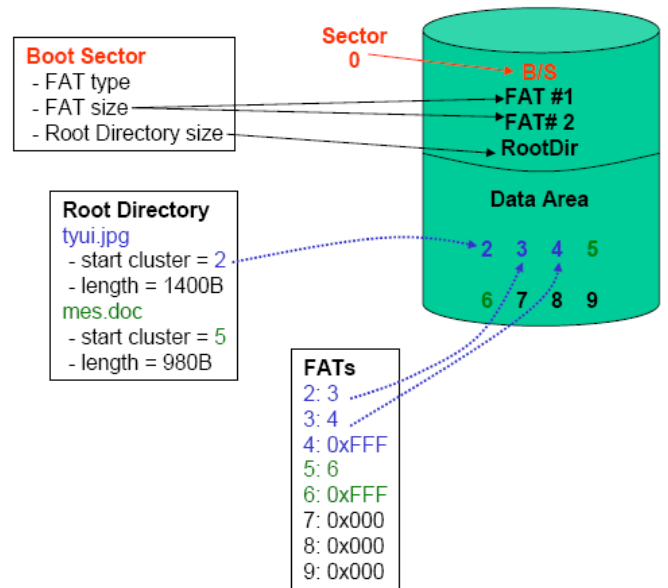 Boot Sector
- FAT type
- FAT size
- Root Directory size
Sector
0
B/S
FAT #1
FAT# 2
RootDir
Data Area
2 3 4 5
6 7 8 9
Root Directory
tyui.jpg
- start cluster = 2
- length = 1400B
mes.doc
- start cluster = 5
- length = 980B
FATs
2: 3
3: 4
4: 0xFFF
5: 6
6: 0xFFF
7: 0x000
8: 0x000
9: 0x000